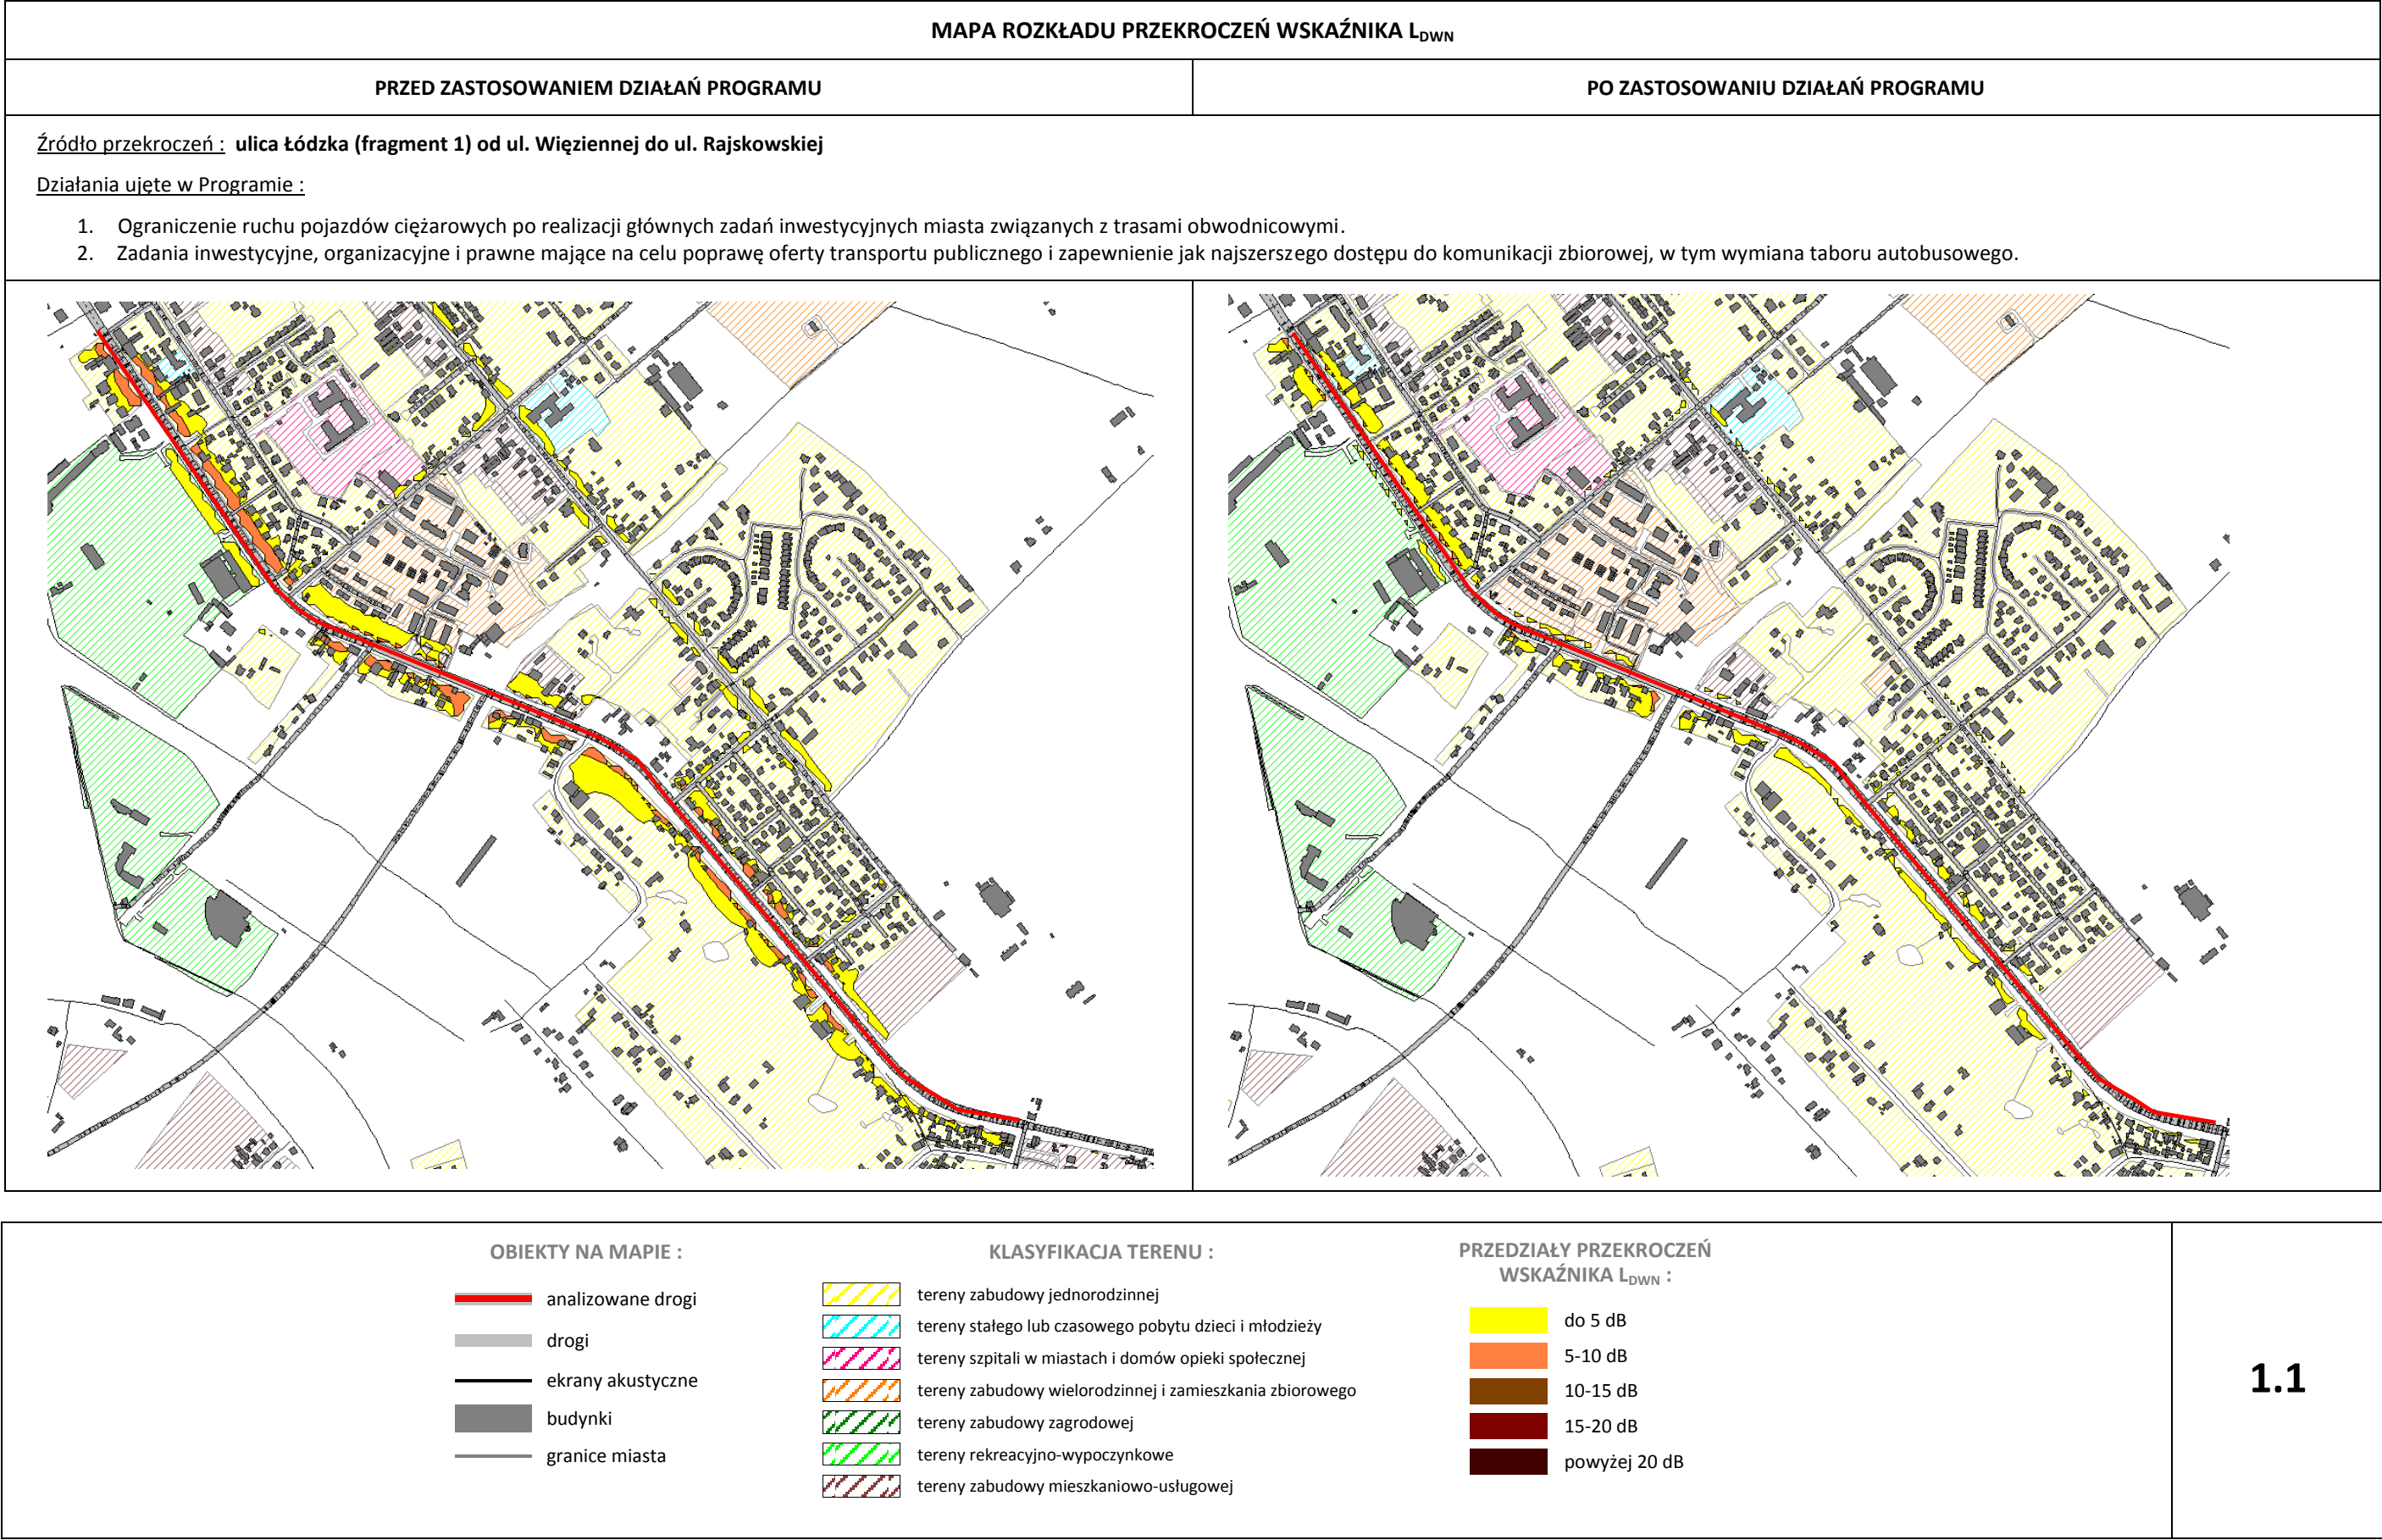 MAPA ROZKŁADU PRZEKROCZEŃ WSKAŹNIKA LDWN
PRZED ZASTOSOWANIEM DZIAŁAŃ PROGRAMU
PO ZASTOSOWANIU DZIAŁAŃ PROGRAMU
Źródło przekroczeń : ulica Łódzka (fragment 1) od ul. Więziennej do ul. Rajskowskiej
Działania ujęte w Programie :
1. Ograniczenie ruchu pojazdów ciężarowych po realizacji głównych zadań inwestycyjnych miasta związanych z trasami obwodnicowymi.
2. Zadania inwestycyjne, organizacyjne i prawne mające na celu poprawę oferty transportu publicznego i zapewnienie jak najszerszego dostępu do komunikacji zbiorowej, w tym wymiana taboru autobusowego.
OBIEKTY NA MAPIE :
analizowane drogi
drogi
ekrany akustyczne
budynki
granice miasta
KLASYFIKACJA TERENU :
tereny zabudowy jednorodzinnej
tereny stałego lub czasowego pobytu dzieci i młodzieży
tereny szpitali w miastach i domów opieki społecznej
tereny zabudowy wielorodzinnej i zamieszkania zbiorowego
tereny zabudowy zagrodowej
tereny rekreacyjno-wypoczynkowe
tereny zabudowy mieszkaniowo-usługowej
PRZEDZIAŁY PRZEKROCZEŃ
WSKAŹNIKA LDWN :
do 5 dB
5-10 dB
10-15 dB
15-20 dB
powyżej 20 dB
1.1